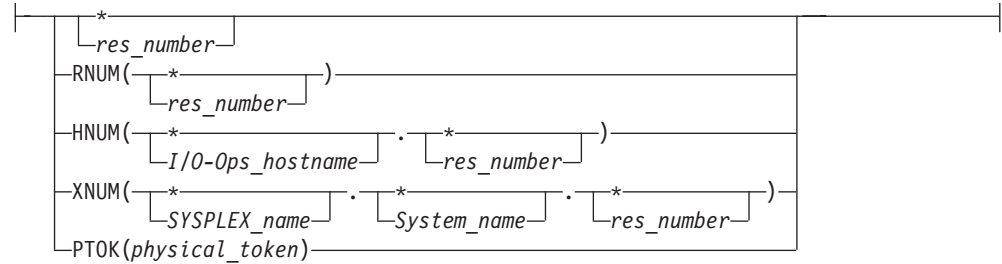 *
res_number
RNUM( * )
res_number
HNUM( * . * )
I/O-Ops_hostname res_number
XNUM( * . * . * )
SYSPLEX_name System_name res_number
PTOK(physical_token)